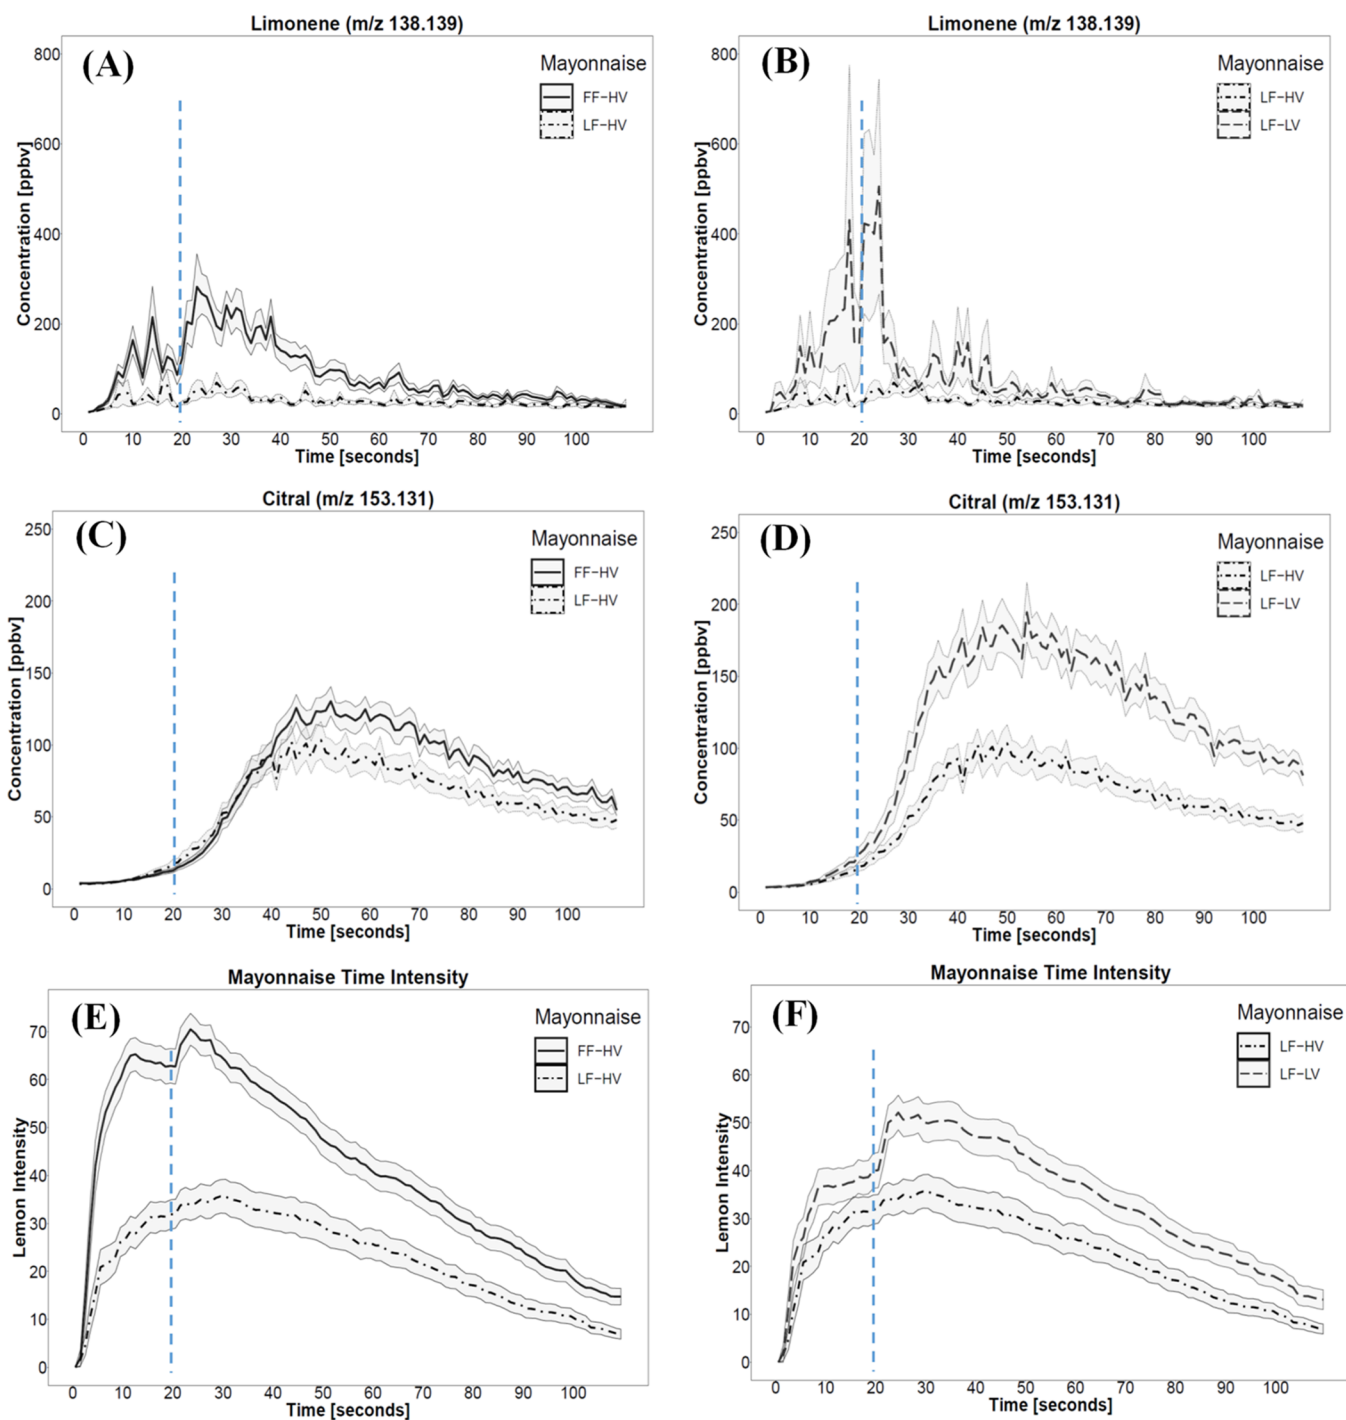 Limonene (m/z 138.139)
(A)
Mayonnaise
FF-HV
LF-HV
Concentration [ppbv]
800
600
400
200
0
0 10 20 30 40 50 60 70 80 90 100
Time [seconds]
Limonene (m/z 138.139)
(B)
Mayonnaise
LF-HV
LF-LV
Concentration [ppbv]
800
600
400
200
0
0 10 20 30 40 50 60 70 80 90 100
Time [seconds]
Citral (m/z 153.131)
(C)
Mayonnaise
FF-HV
LF-HV
Concentration [ppbv]
250
200
150
100
50
0
0 10 20 30 40 50 60 70 80 90 100
Time [seconds]
Citral (m/z 153.131)
(D)
Mayonnaise
LF-HV
LF-LV
Concentration [ppbv]
250
200
150
100
50
0
0 10 20 30 40 50 60 70 80 90 100
Time [seconds]
Mayonnaise Time Intensity
(E)
Mayonnaise
FF-HV
LF-HV
Lemon Intensity
70
60
50
40
30
20
10
0
0 10 20 30 40 50 60 70 80 90 100
Time [seconds]
Mayonnaise Time Intensity
(F)
Mayonnaise
LF-HV
LF-LV
Lemon Intensity
70
60
50
40
30
20
10
0
0 10 20 30 40 50 60 70 80 90 100
Time [seconds]